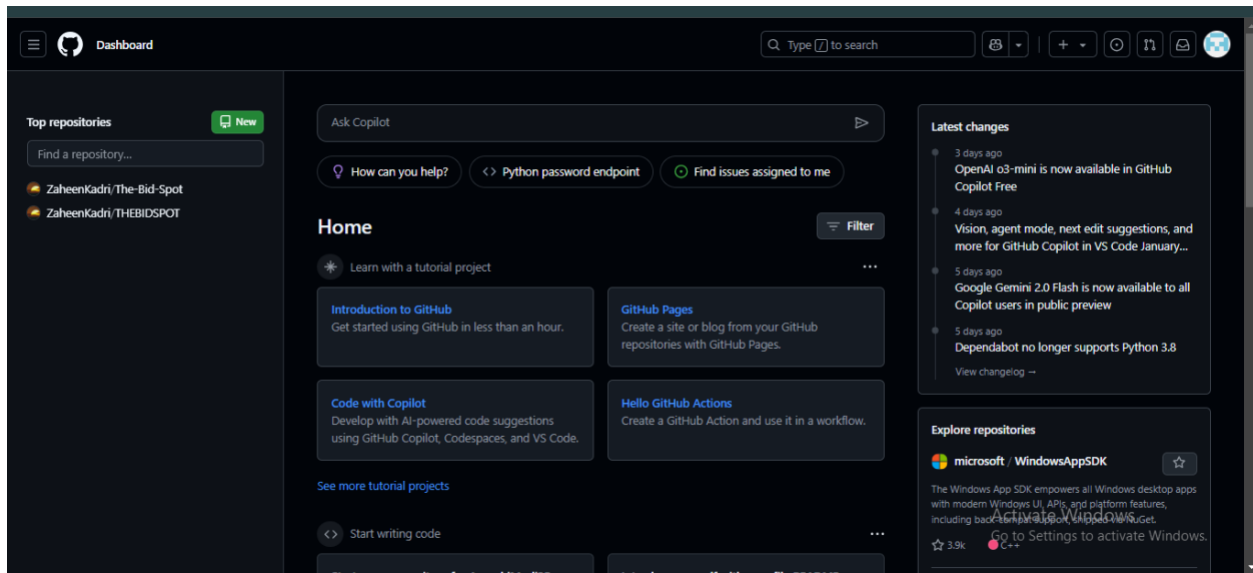 Dashboard
Type / to search
Top repositories
New
Find a repository...
ZaheenKadri/The-Bid-Spot
ZaheenKadri/THEBIDSPOT
Ask Copilot
How can you help?
Python password endpoint
Find issues assigned to me
Home
Filter
Learn with a tutorial project
Introduction to GitHub
Get started using GitHub in less than an hour.
GitHub Pages
Create a site or blog from your GitHub
repositories with GitHub Pages.
Code with Copilot
Develop with AI-powered code suggestions
using GitHub Copilot, Codespaces, and VS Code.
Hello GitHub Actions
Create a GitHub Action and use it in a workflow.
See more tutorial projects
Start writing code
Latest changes
3 days ago
OpenAI o3-mini is now available in GitHub
Copilot Free
4 days ago
Vision, agent mode, next edit suggestions, and
more for GitHub Copilot in VS Code January...
5 days ago
Google Gemini 2.0 Flash is now available to all
Copilot users in public preview
5 days ago
Dependabot no longer supports Python 3.8
View changelog →
Explore repositories
microsoft / WindowsAppSDK
The Windows App SDK empowers all Windows desktop apps
with modern Windows UI, APIs, and platform features,
including back-compat support, shipped via NuGet.
3.9k C++
Activate Windows
Go to Settings to activate Windows.